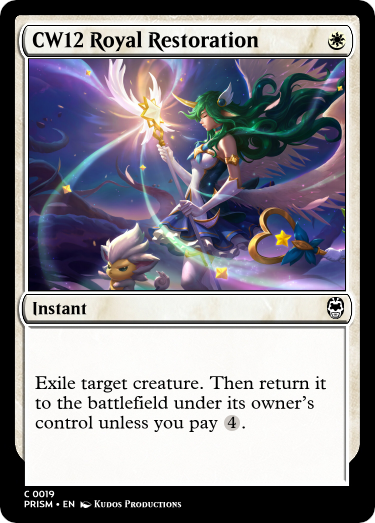 CW12 Royal Restoration
Instant
Exile target creature. Then return it
to the battlefield under its owner's
control unless you pay 4.
C 0019
PRISM • EN Kudos Productions